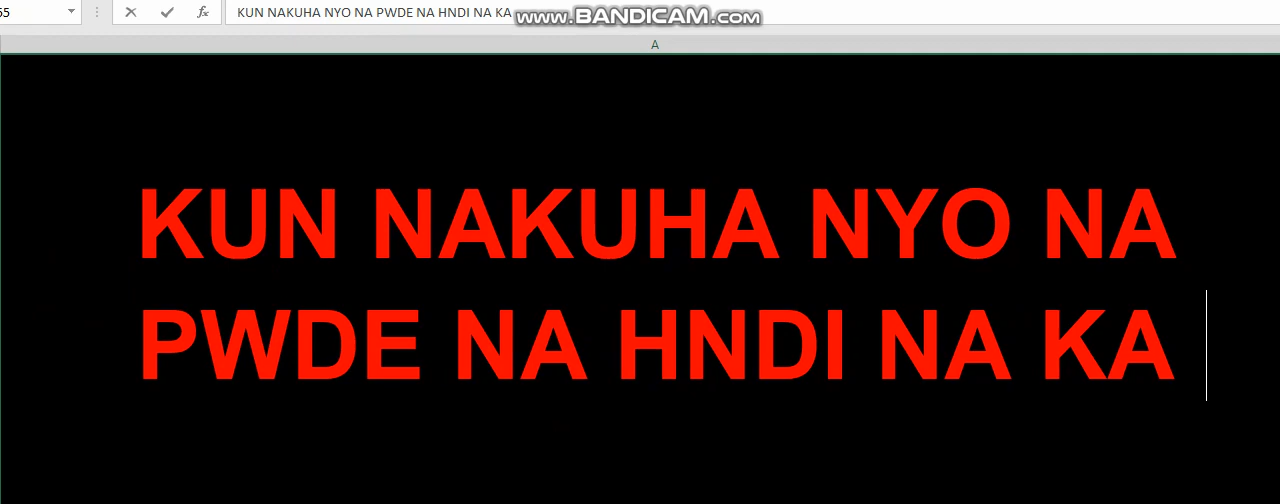 55 KUN NAKUHA NYO NA PWDE NA HNDI NA KA
www.BANDICAM.com
A
KUN NAKUHA NYO NA
PWDE NA HNDI NA KA